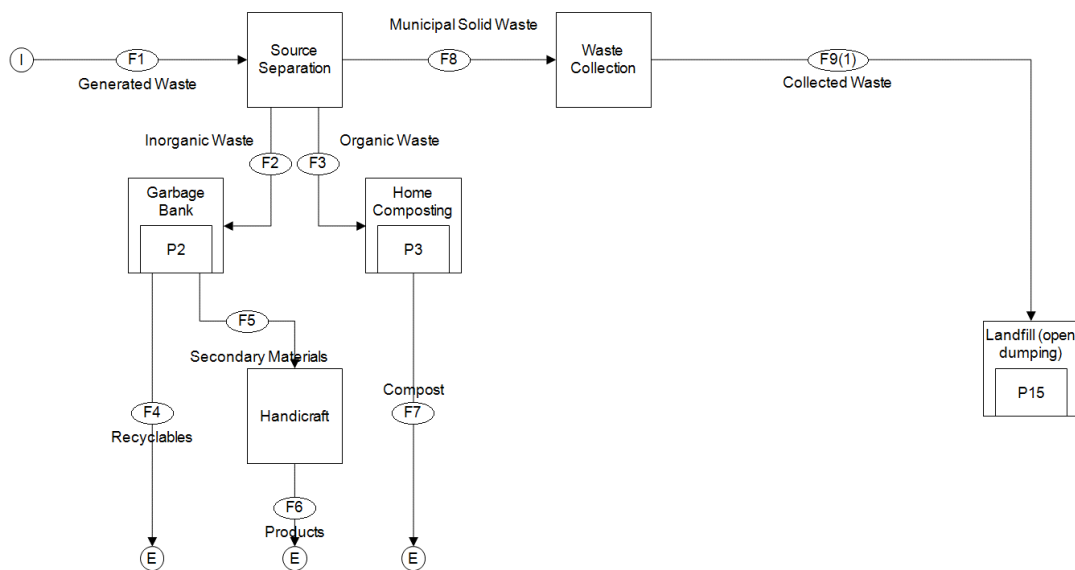 Municipal Solid Waste
I
F1
Generated Waste
Source
Separation
F8
Waste
Collection
F9(1)
Collected Waste
Inorganic Waste
Organic Waste
F2
F3
Garbage
Bank
P2
Home
Composting
P3
F5
Secondary Materials
Landfill (open
dumping)
P15
Handicraft
Compost
F4
Recyclables
F7
F6
Products
E
E
E